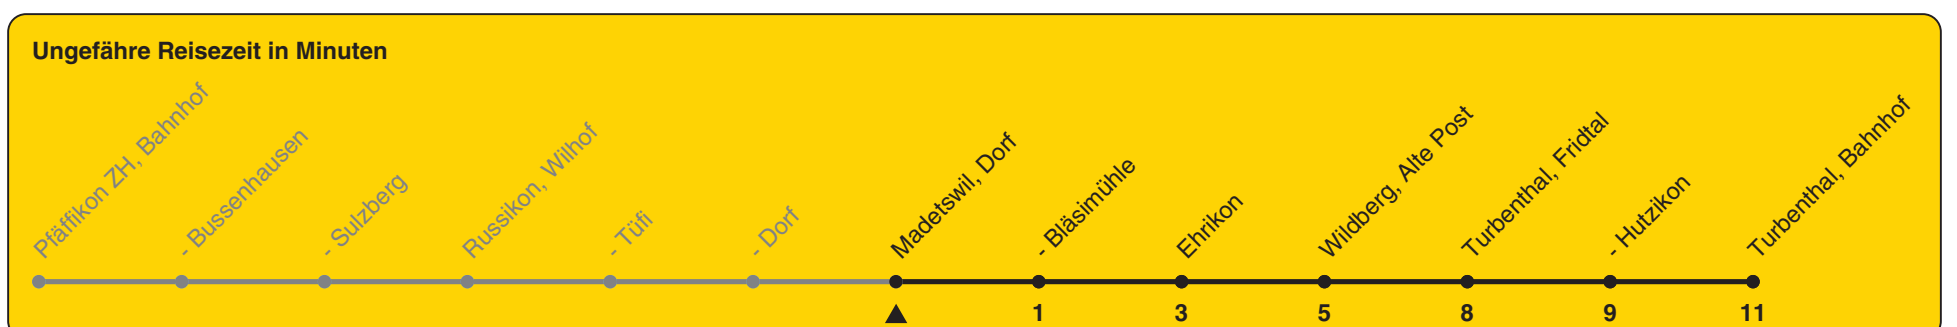 Ungefähre Reisezeit in Minuten
Pfäffikon ZH, Bahnhof
- Bussenhausen
- Sulzberg
Russikon, Wilhof
- Tüfi
- Dorf
Madetswil, Dorf
- Bläsimühle
Ehrikon
Wildberg, Alte Post
Turbenthal, Fridtal
- Hutzikon
Turbenthal, Bahnhof
1 3 5 8 9 11